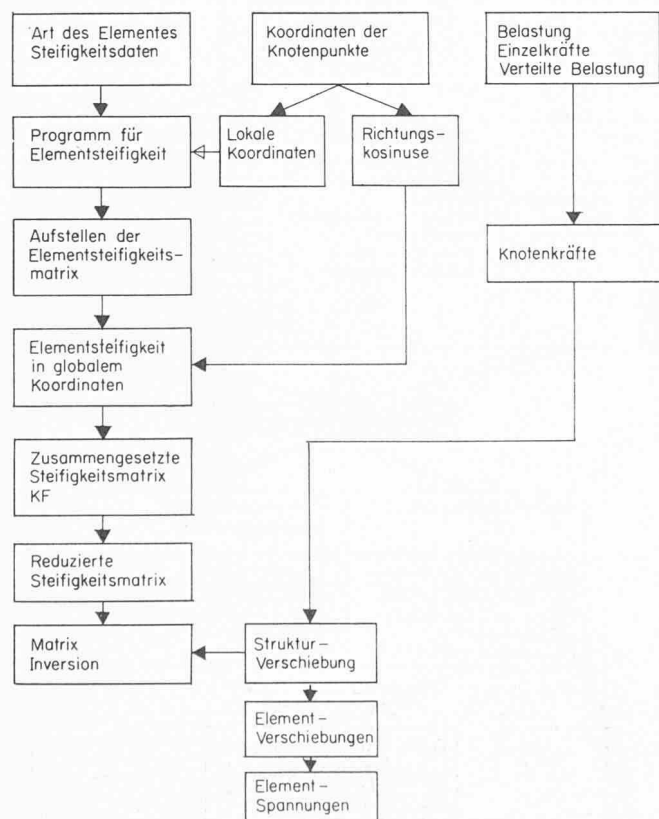 Art des Elementes
Steifigkeitsdaten
Koordinaten der
Knotenpunkte
Belastung
Einzelkräfte
Verteilte Belastung
Programm für
Elementsteifigkeit
Lokale
Koordinaten
Richtungs-
kosinuse
Aufstellen der
Elementsteifigkeits-
matrix
Knotenkräfte
Elementsteifigkeit
in globalem
Koordinaten
Zusammengesetzte
Steifigkeitsmatrix
KF
Reduzierte
Steifigkeitsmatrix
Matrix
Inversion
Struktur-
Verschiebung
Element-
Verschiebungen
Element-
Spannungen